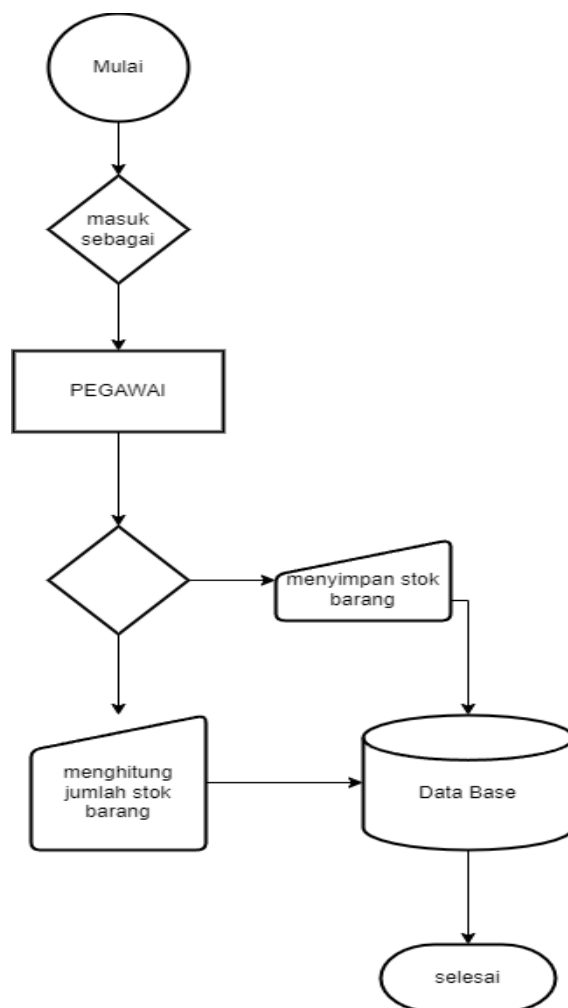 Mulai
masuk
sebagai
PEGAWAI
menyimpan stok
barang
menghitung
jumlah stok
barang
Data Base
selesai